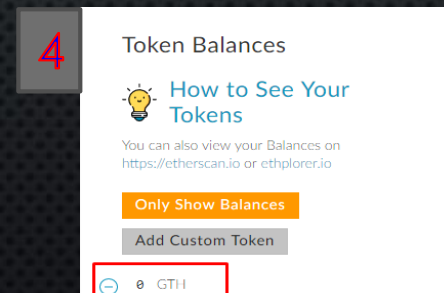 4
Token Balances
How to See Your
Tokens
You can also view your Balances on
https://etherscan.io or ethplorer.io
Only Show Balances
Add Custom Token
0 GTH